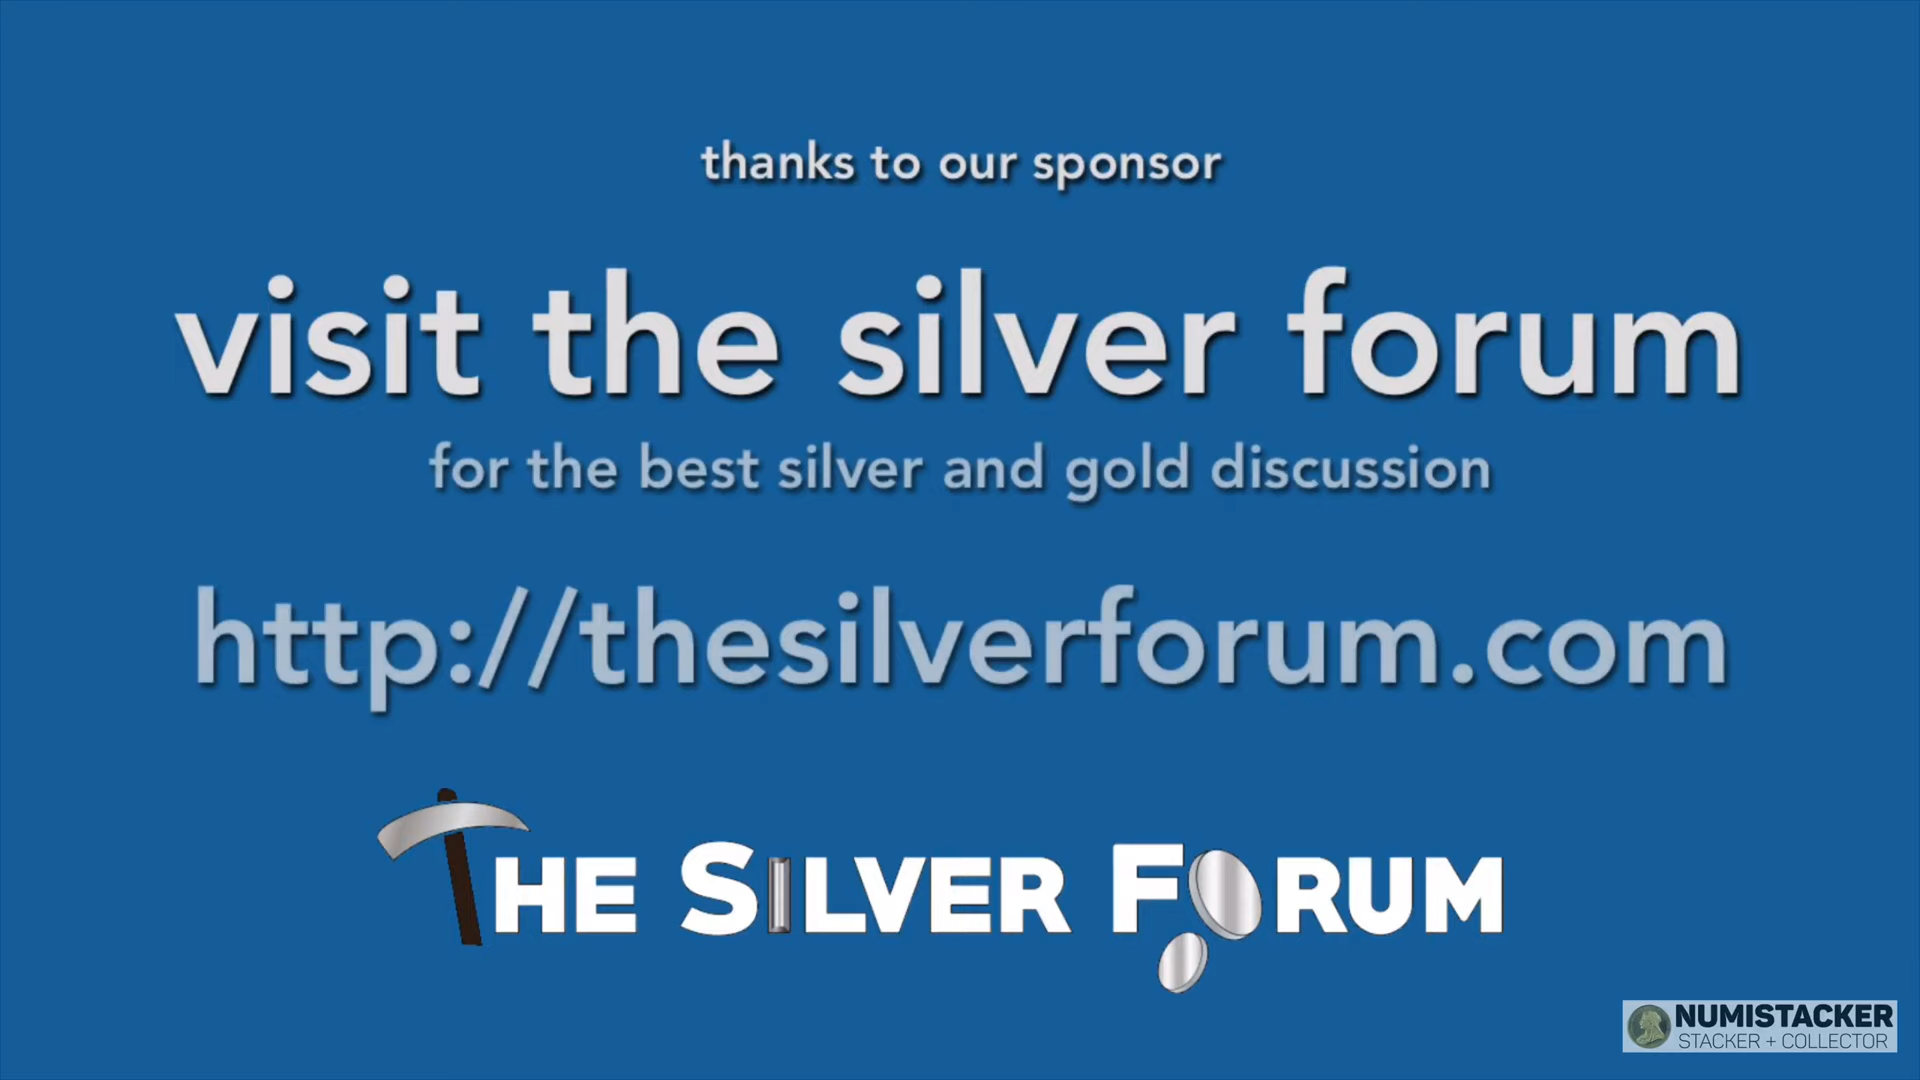 thanks to our sponsor
visit the silver forum
for the best silver and gold discussion
http://thesilverforum.com
THE SILVER FORUM
NUMISTACKER
STACKER + COLLECTOR